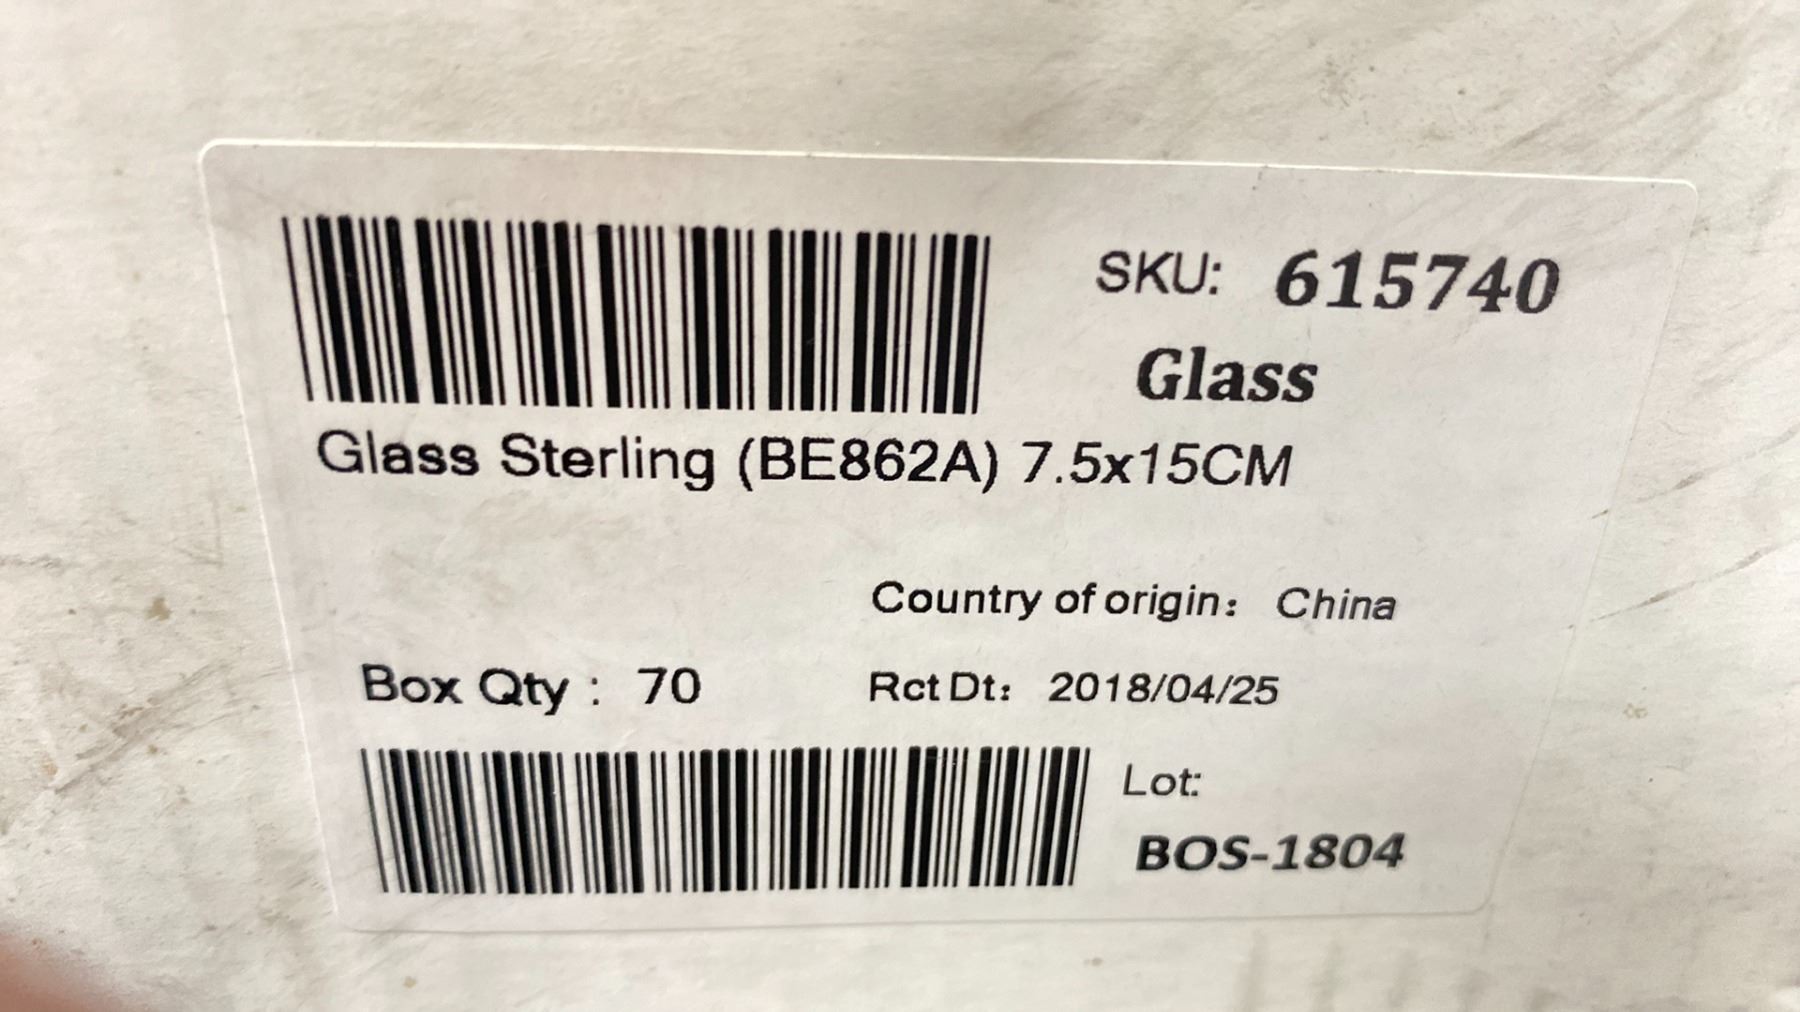 SKU: 615740
Glass
Glass Sterling (BE862A) 7.5x15CM
Country of origin: China
Box Qty : 70
Rct Dt: 2018/04/25
Lot:
BOS-1804